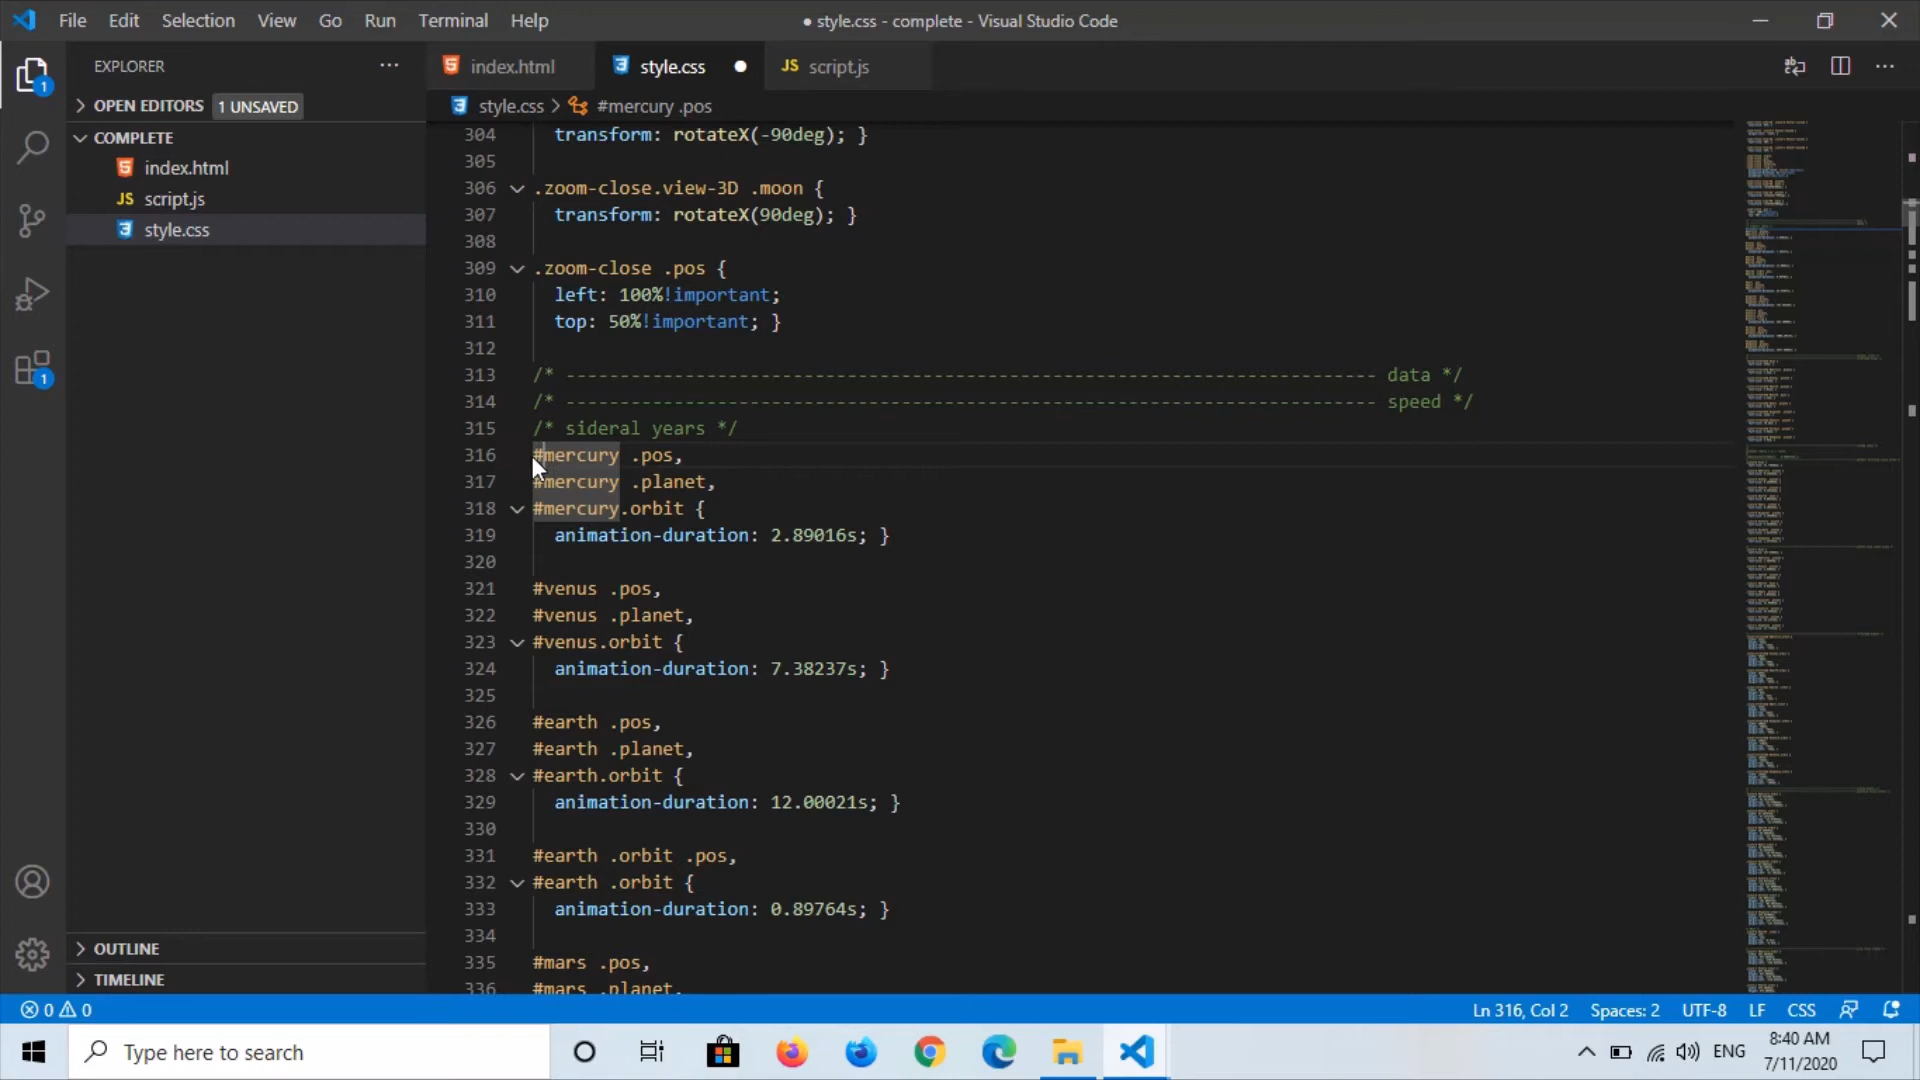 File Edit Selection View Go Run Terminal Help
● style.css - complete - Visual Studio Code
EXPLORER
OPEN EDITORS 1 UNSAVED
COMPLETE
index.html
JS script.js
style.css
OUTLINE
TIMELINE
1
1
index.html
style.css
JS script.js
style.css > #mercury .pos
304 transform: rotateX(-90deg); }
305
306 .zoom-close.view-3D .moon {
307 transform: rotateX(90deg); }
308
309 .zoom-close .pos {
310 left: 100%!important;
311 top: 50%!important; }
312
313 /* --------------------------------------------------------------------------- data */
314 /* --------------------------------------------------------------------------- speed */
315 /* sideral years */
316 #mercury .pos,
317 #mercury .planet,
318 #mercury.orbit {
319 animation-duration: 2.89016s; }
320
321 #venus .pos,
322 #venus .planet,
323 #venus.orbit {
324 animation-duration: 7.38237s; }
325
326 #earth .pos,
327 #earth .planet,
328 #earth.orbit {
329 animation-duration: 12.00021s; }
330
331 #earth .orbit .pos,
332 #earth .orbit {
333 animation-duration: 0.89764s; }
334
335 #mars .pos,
336 #mars .planet,
0 0
Ln 316, Col 2 Spaces: 2 UTF-8 LF CSS
Type here to search
ENG
8:40 AM
7/11/2020